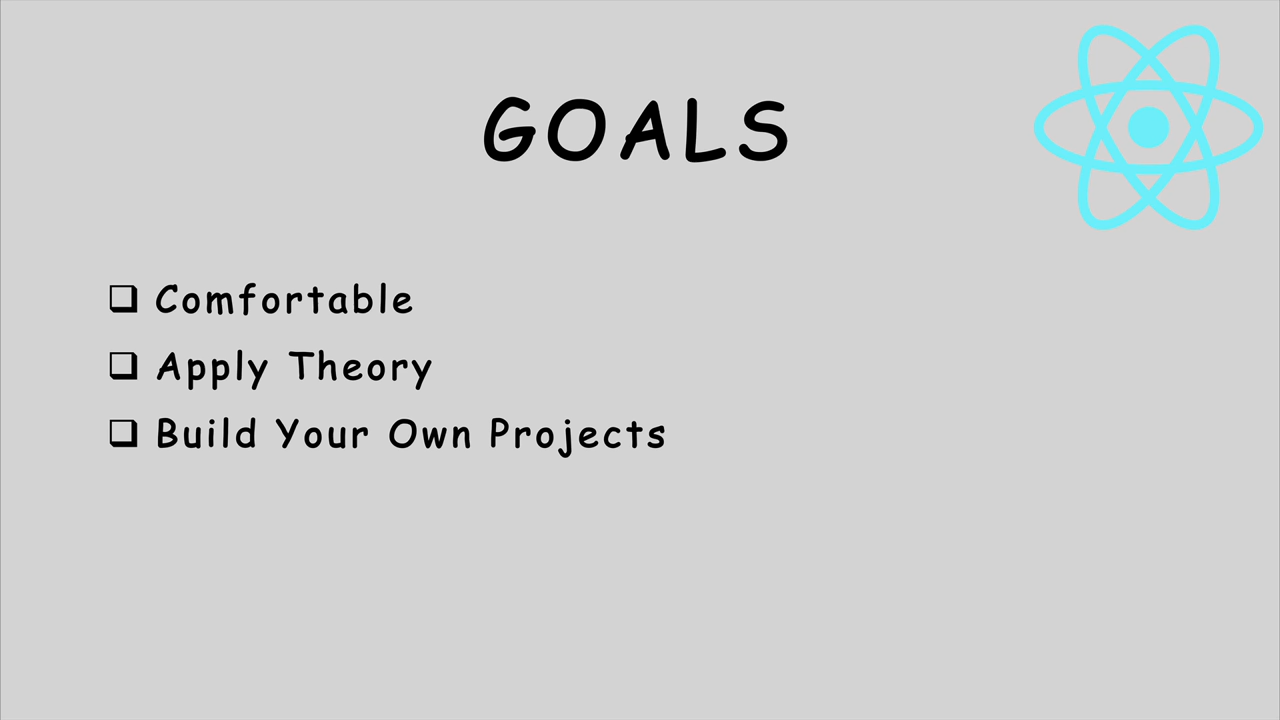 GOALS
❑ Comfortable
❑ Apply Theory
❑ Build Your Own Projects